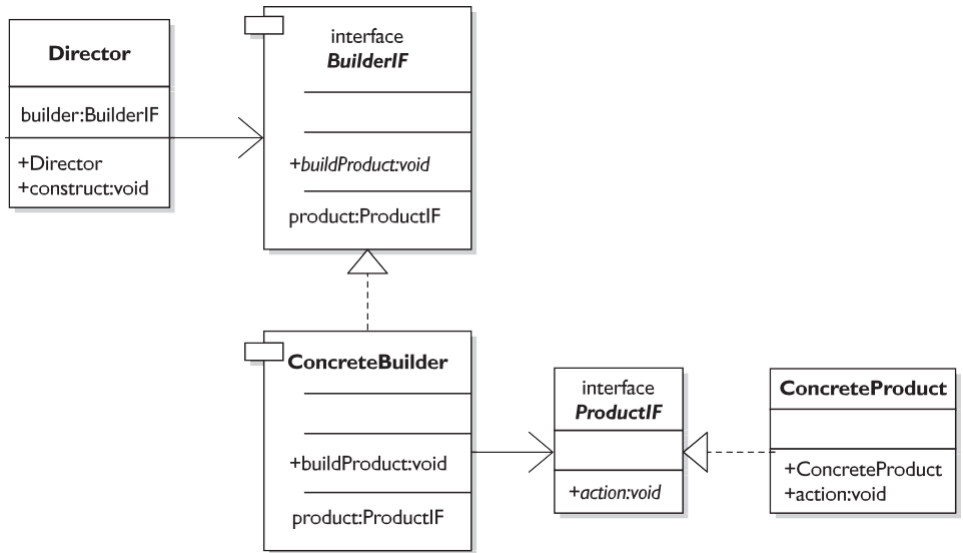 Director
builder:BuilderIF
+Director
+construct:void
interface
BuilderIF
+buildProduct:void
product:ProductIF
ConcreteBuilder
+buildProduct:void
product:ProductIF
interface
ProductIF
+action:void
ConcreteProduct
+ConcreteProduct
+action:void